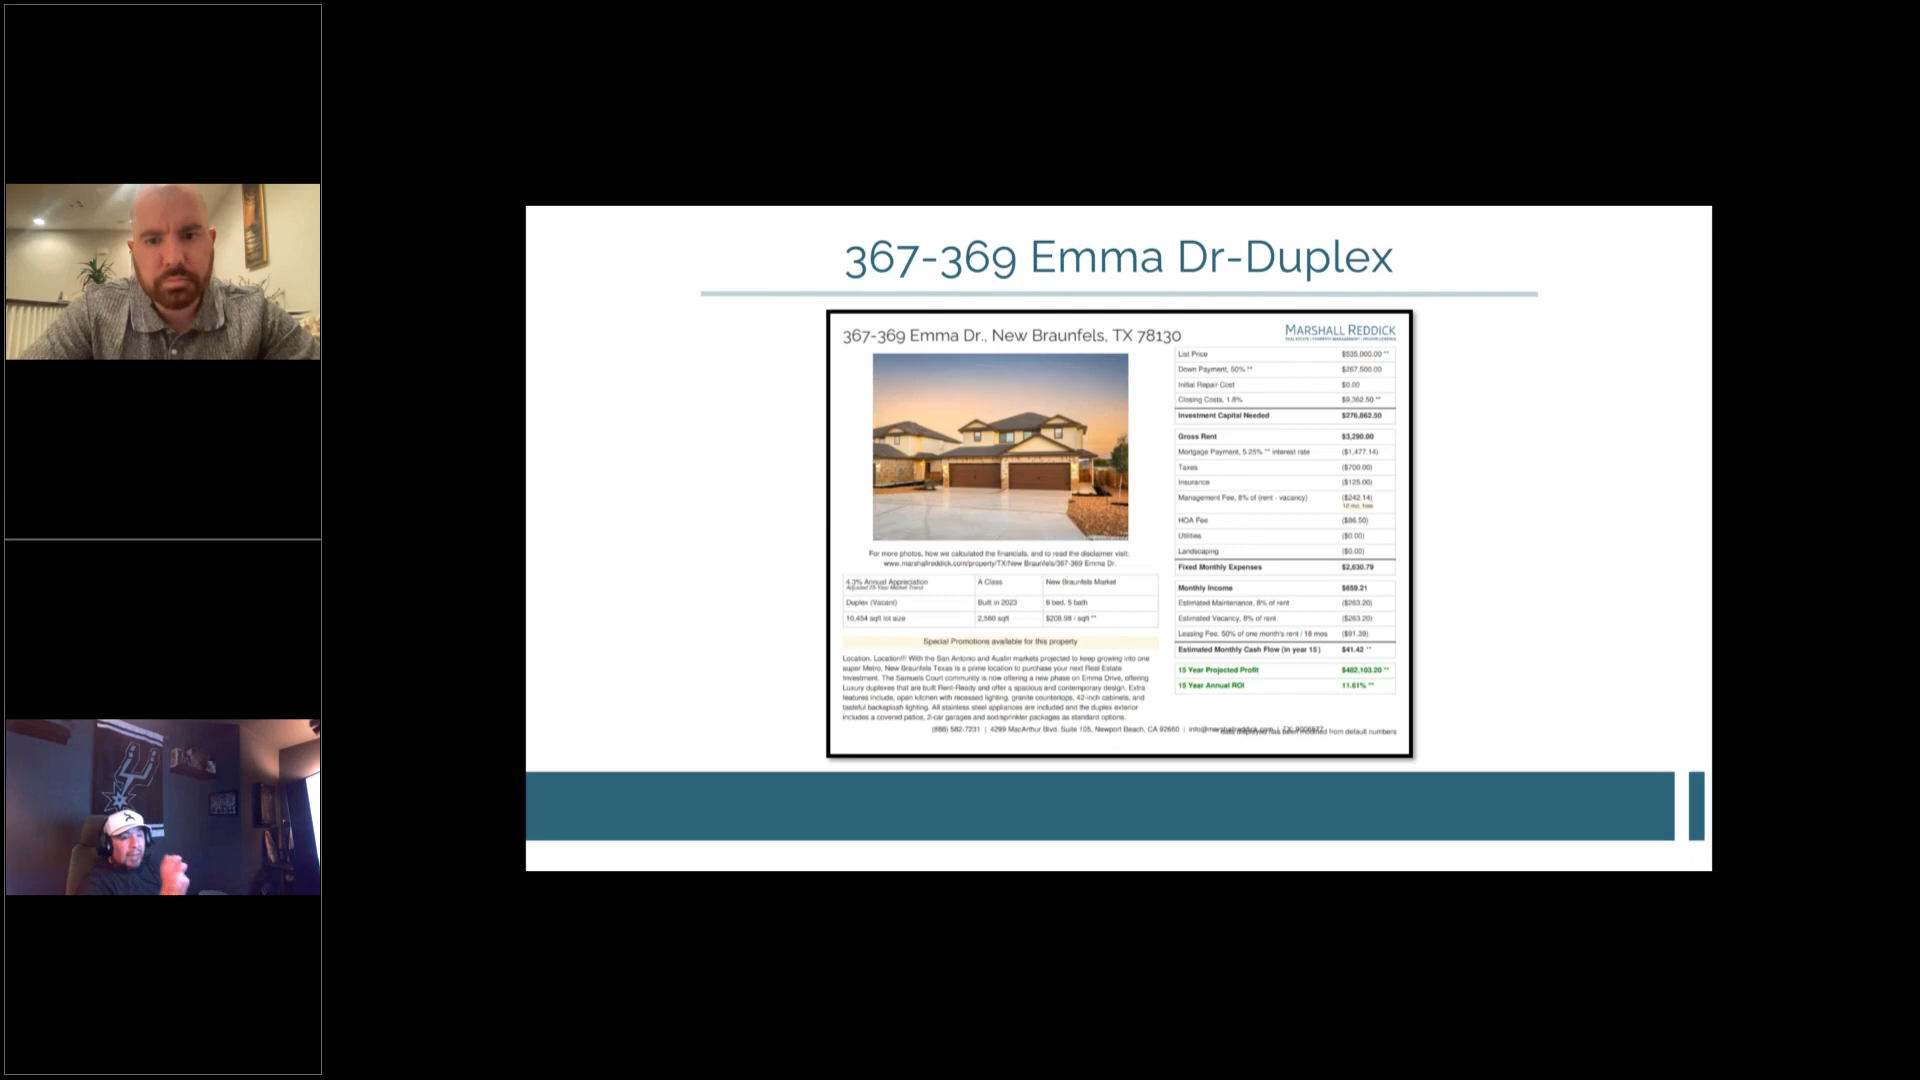 367-369 Emma Dr-Duplex
367-369 Emma Dr., New Braunfels, TX 78130
MARSHALL REDDICK
REAL ESTATE | PROPERTY MANAGEMENT | PRIVATE LENDING
List Price $535,000.00 **
Down Payment, 50% ** $267,500.00
Initial Repair Cost $0.00
Closing Costs, 1.8% $9,362.50 **
Investment Capital Needed $276,862.50
Gross Rent $3,290.00
Mortgage Payment, 5.25% ** interest rate ($1,477.14)
Taxes ($700.00)
Insurance ($125.00)
Management Fee, 8% of (rent - vacancy) ($242.14)
12 mo. free
HOA Fee ($86.50)
Utilities ($0.00)
Landscaping ($0.00)
Fixed Monthly Expenses $2,630.79
Monthly Income $659.21
Estimated Maintenance, 8% of rent ($263.20)
Estimated Vacancy, 8% of rent ($263.20)
Leasing Fee, 50% of one month's rent / 18 mos ($91.39)
Estimated Monthly Cash Flow (in year 15) $41.42 **
15 Year Projected Profit $482,103.20 **
15 Year Annual ROI 11.61% **
For more photos, how we calculated the financials, and to read the disclaimer visit:
www.marshallreddick.com/property/TX/New Braunfels/367-369 Emma Dr.
4.3% Annual Appreciation A Class New Braunfels Market
Adjusted 25-Year Market Trend
Duplex (Vacant) Built in 2023 6 bed, 5 bath
10,454 sqft lot size 2,560 sqft $208.98 / sqft **
Special Promotions available for this property
Location, Location!!! With the San Antonio and Austin markets projected to keep growing into one
super Metro, New Braunfels Texas is a prime location to purchase your next Real Estate
Investment. The Samuels Court community is now offering a new phase on Emma Drive, offering
Luxury duplexes that are built Rent-Ready and offer a spacious and contemporary design. Extra
features include, open kitchen with recessed lighting, granite countertops, 42-inch cabinets, and
tasteful backsplash lighting. All stainless steel appliances are included and the duplex exterior
includes a covered patios, 2-car garages and sod/sprinkler packages as standard options.
(888) 582-7231 | 4299 MacArthur Blvd. Suite 105, Newport Beach, CA 92660 | info@marshallreddick.com | TX:
data displayed has been modified from default numbers